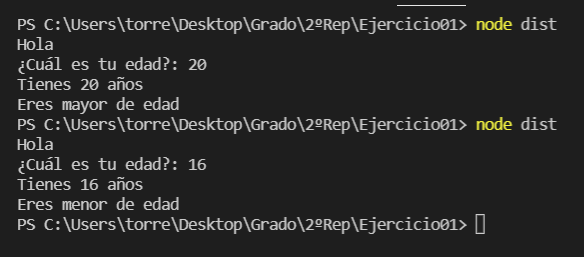 PS C:\Users\torre\Desktop\Grado\2ºRep\Ejercicio01> node dist
Hola
¿Cuál es tu edad?: 20
Tienes 20 años
Eres mayor de edad
PS C:\Users\torre\Desktop\Grado\2ºRep\Ejercicio01> node dist
Hola
¿Cuál es tu edad?: 16
Tienes 16 años
Eres menor de edad
PS C:\Users\torre\Desktop\Grado\2ºRep\Ejercicio01>